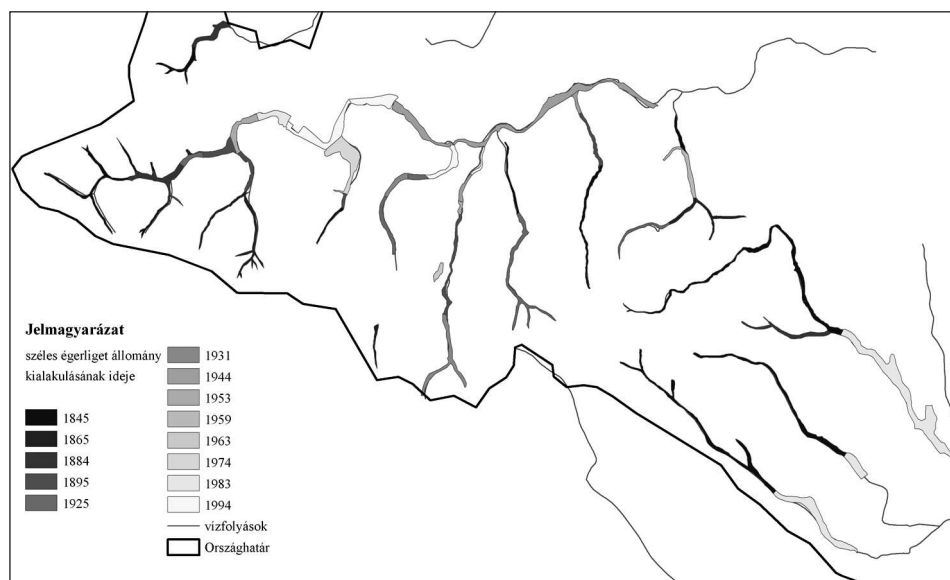 Jelmagyarázat
széles égerliget állomány
kialakulásának ideje
1845
1865
1884
1895
1925
1931
1944
1953
1959
1963
1974
1983
1994
vízfolyások
Országhatár